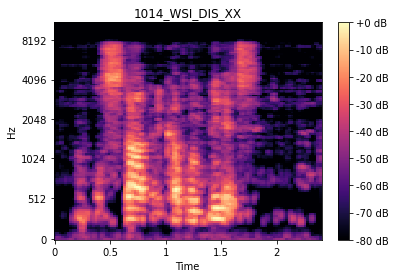 1014_WSI_DIS_XX
Hz
8192
4096
2048
1024
512
0
0
0.5
1
1.5
2
Time
+0 dB
-10 dB
-20 dB
-30 dB
-40 dB
-50 dB
-60 dB
-70 dB
-80 dB